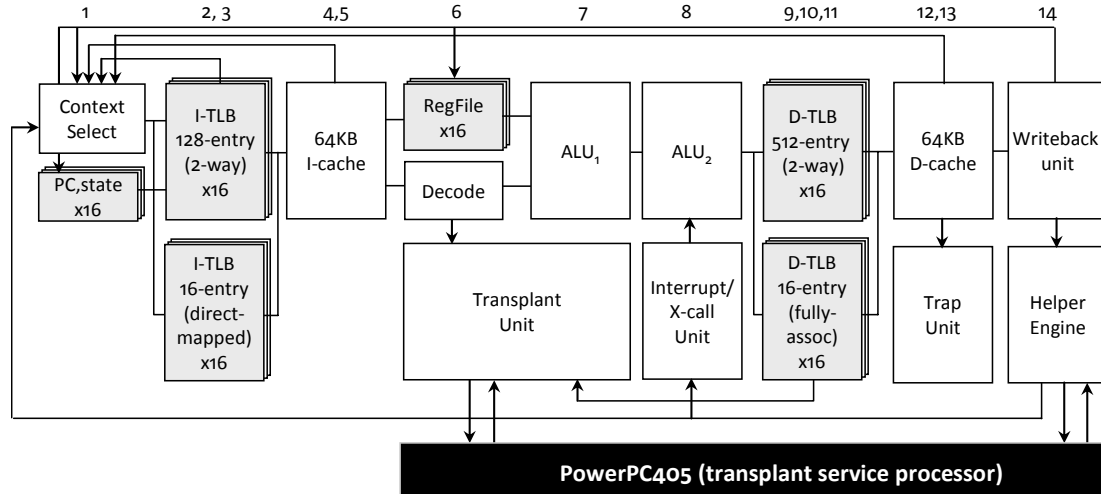 1 2, 3 4,5 6 7 8 9,10,11 12,13 14
Context
Select
PC,state
x16
I-TLB
128-entry
(2-way)
x16
I-TLB
16-entry
(direct-
mapped)
x16
64KB
I-cache
RegFile
x16
Decode
Transplant
Unit
ALU1
ALU2
Interrupt/
X-call
Unit
D-TLB
512-entry
(2-way)
x16
D-TLB
16-entry
(fully-
assoc)
x16
64KB
D-cache
Trap
Unit
Writeback
unit
Helper
Engine
PowerPC405 (transplant service processor)